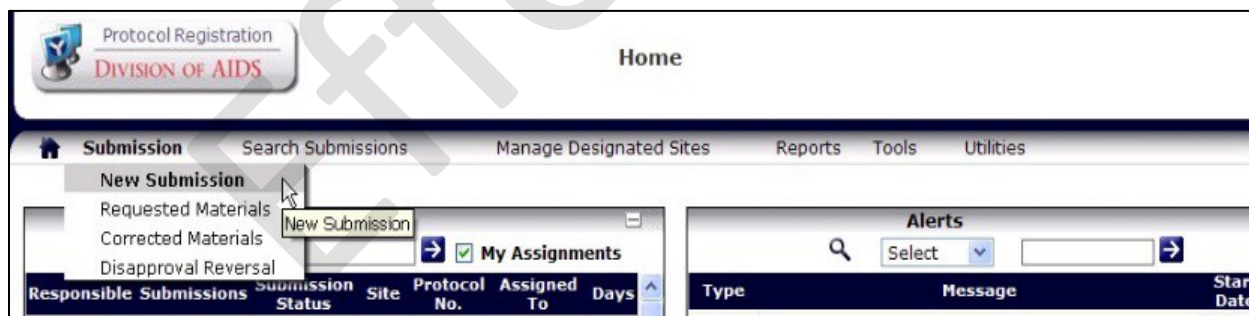 Protocol Registration
DIVISION OF AIDS
Home
Submission Search Submissions Manage Designated Sites Reports Tools Utilities
New Submission
Requested Materials
New Submission
Corrected Materials
Disapproval Reversal
My Assignments
Responsible Submissions Submission Status Site Protocol No. Assigned To Days
Alerts
Select
Type Message Star
Date